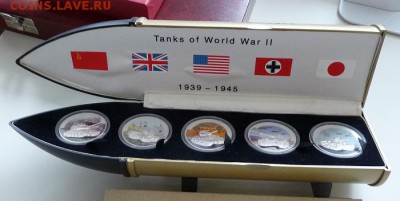 coins.LAVE.RU
Tanks of World War II
1939 - 1945